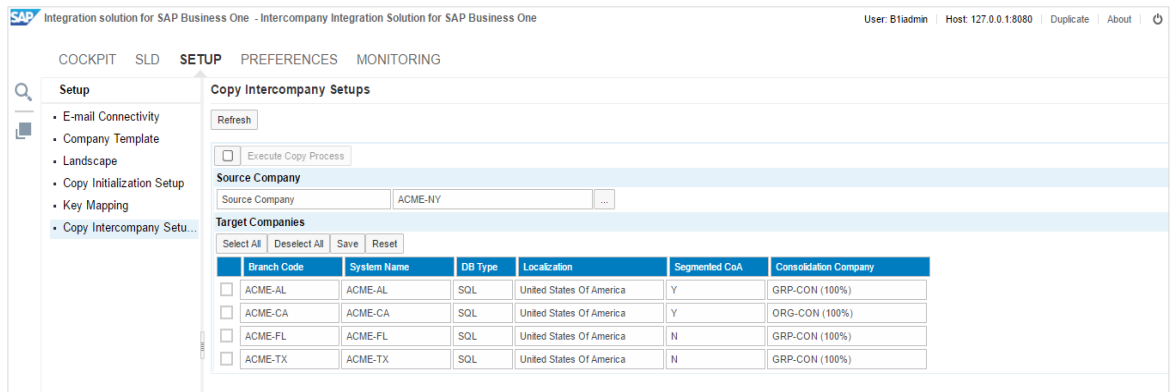 SAP Integration solution for SAP Business One - Intercompany Integration Solution for SAP Business One User: B1iadmin Host: 127.0.0.1:8080 Duplicate About
COCKPIT SLD SETUP PREFERENCES MONITORING
Setup
E-mail Connectivity
Company Template
Landscape
Copy Initialization Setup
Key Mapping
Copy Intercompany Setu...
Copy Intercompany Setups
Refresh
Execute Copy Process
Source Company
Source Company ACME-NY ...
Target Companies
Select All Deselect All Save Reset
Branch Code System Name DB Type Localization Segmented CoA Consolidation Company
ACME-AL ACME-AL SQL United States Of America Y GRP-CON (100%)
ACME-CA ACME-CA SQL United States Of America Y ORG-CON (100%)
ACME-FL ACME-FL SQL United States Of America N GRP-CON (100%)
ACME-TX ACME-TX SQL United States Of America N GRP-CON (100%)